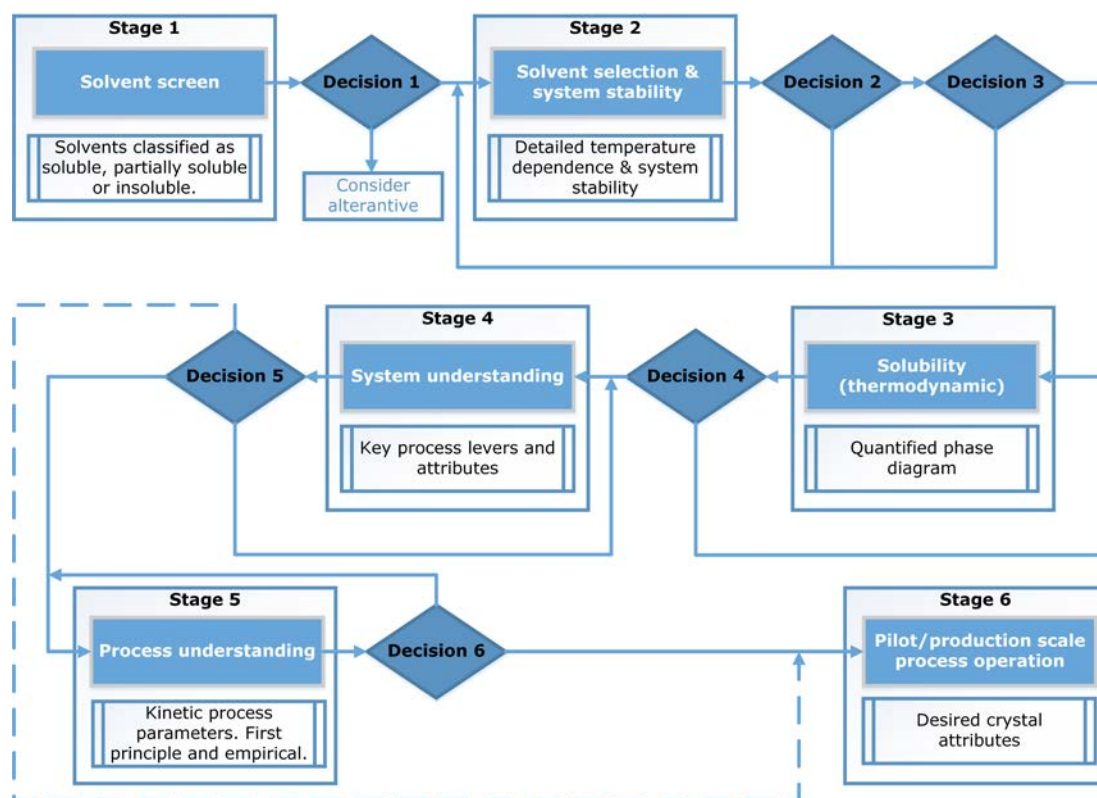 Stage 1
Solvent screen
Solvents classified as
soluble, partially soluble
or insoluble.
Decision 1
Consider
alterantive
Stage 2
Solvent selection &
system stability
Detailed temperature
dependence & system
stability
Decision 2
Decision 3
Stage 3
Solubility
(thermodynamic)
Quantified phase
diagram
Decision 4
Stage 4
System understanding
Key process levers and
attributes
Decision 5
Stage 5
Process understanding
Kinetic process
parameters. First
principle and empirical.
Decision 6
Stage 6
Pilot/production scale
process operation
Desired crystal
attributes